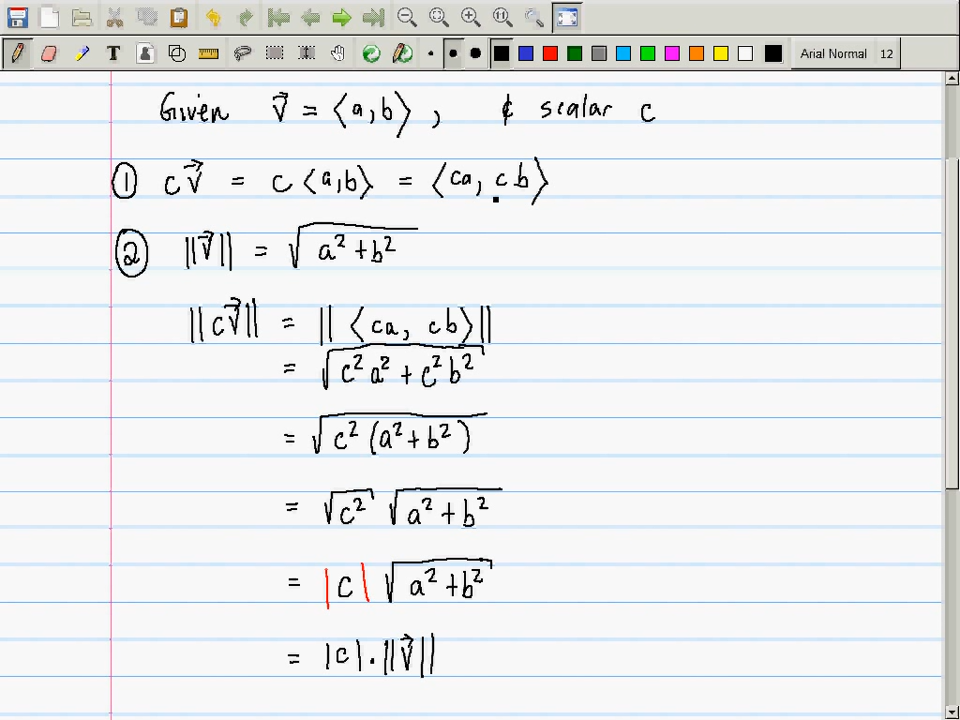 T
Arial Normal 12
Given v⃗ = ⟨a,b⟩, & scalar c
① cv⃗ = c⟨a,b⟩ = ⟨ca, cb⟩
② ||v⃗|| = √(a²+b²)
||cv⃗|| = ||⟨ca, cb⟩||
= √(c²a² + c²b²)
= √(c²(a²+b²))
= √(c²) √(a²+b²)
= |c| √(a²+b²)
= |c|·||v⃗||